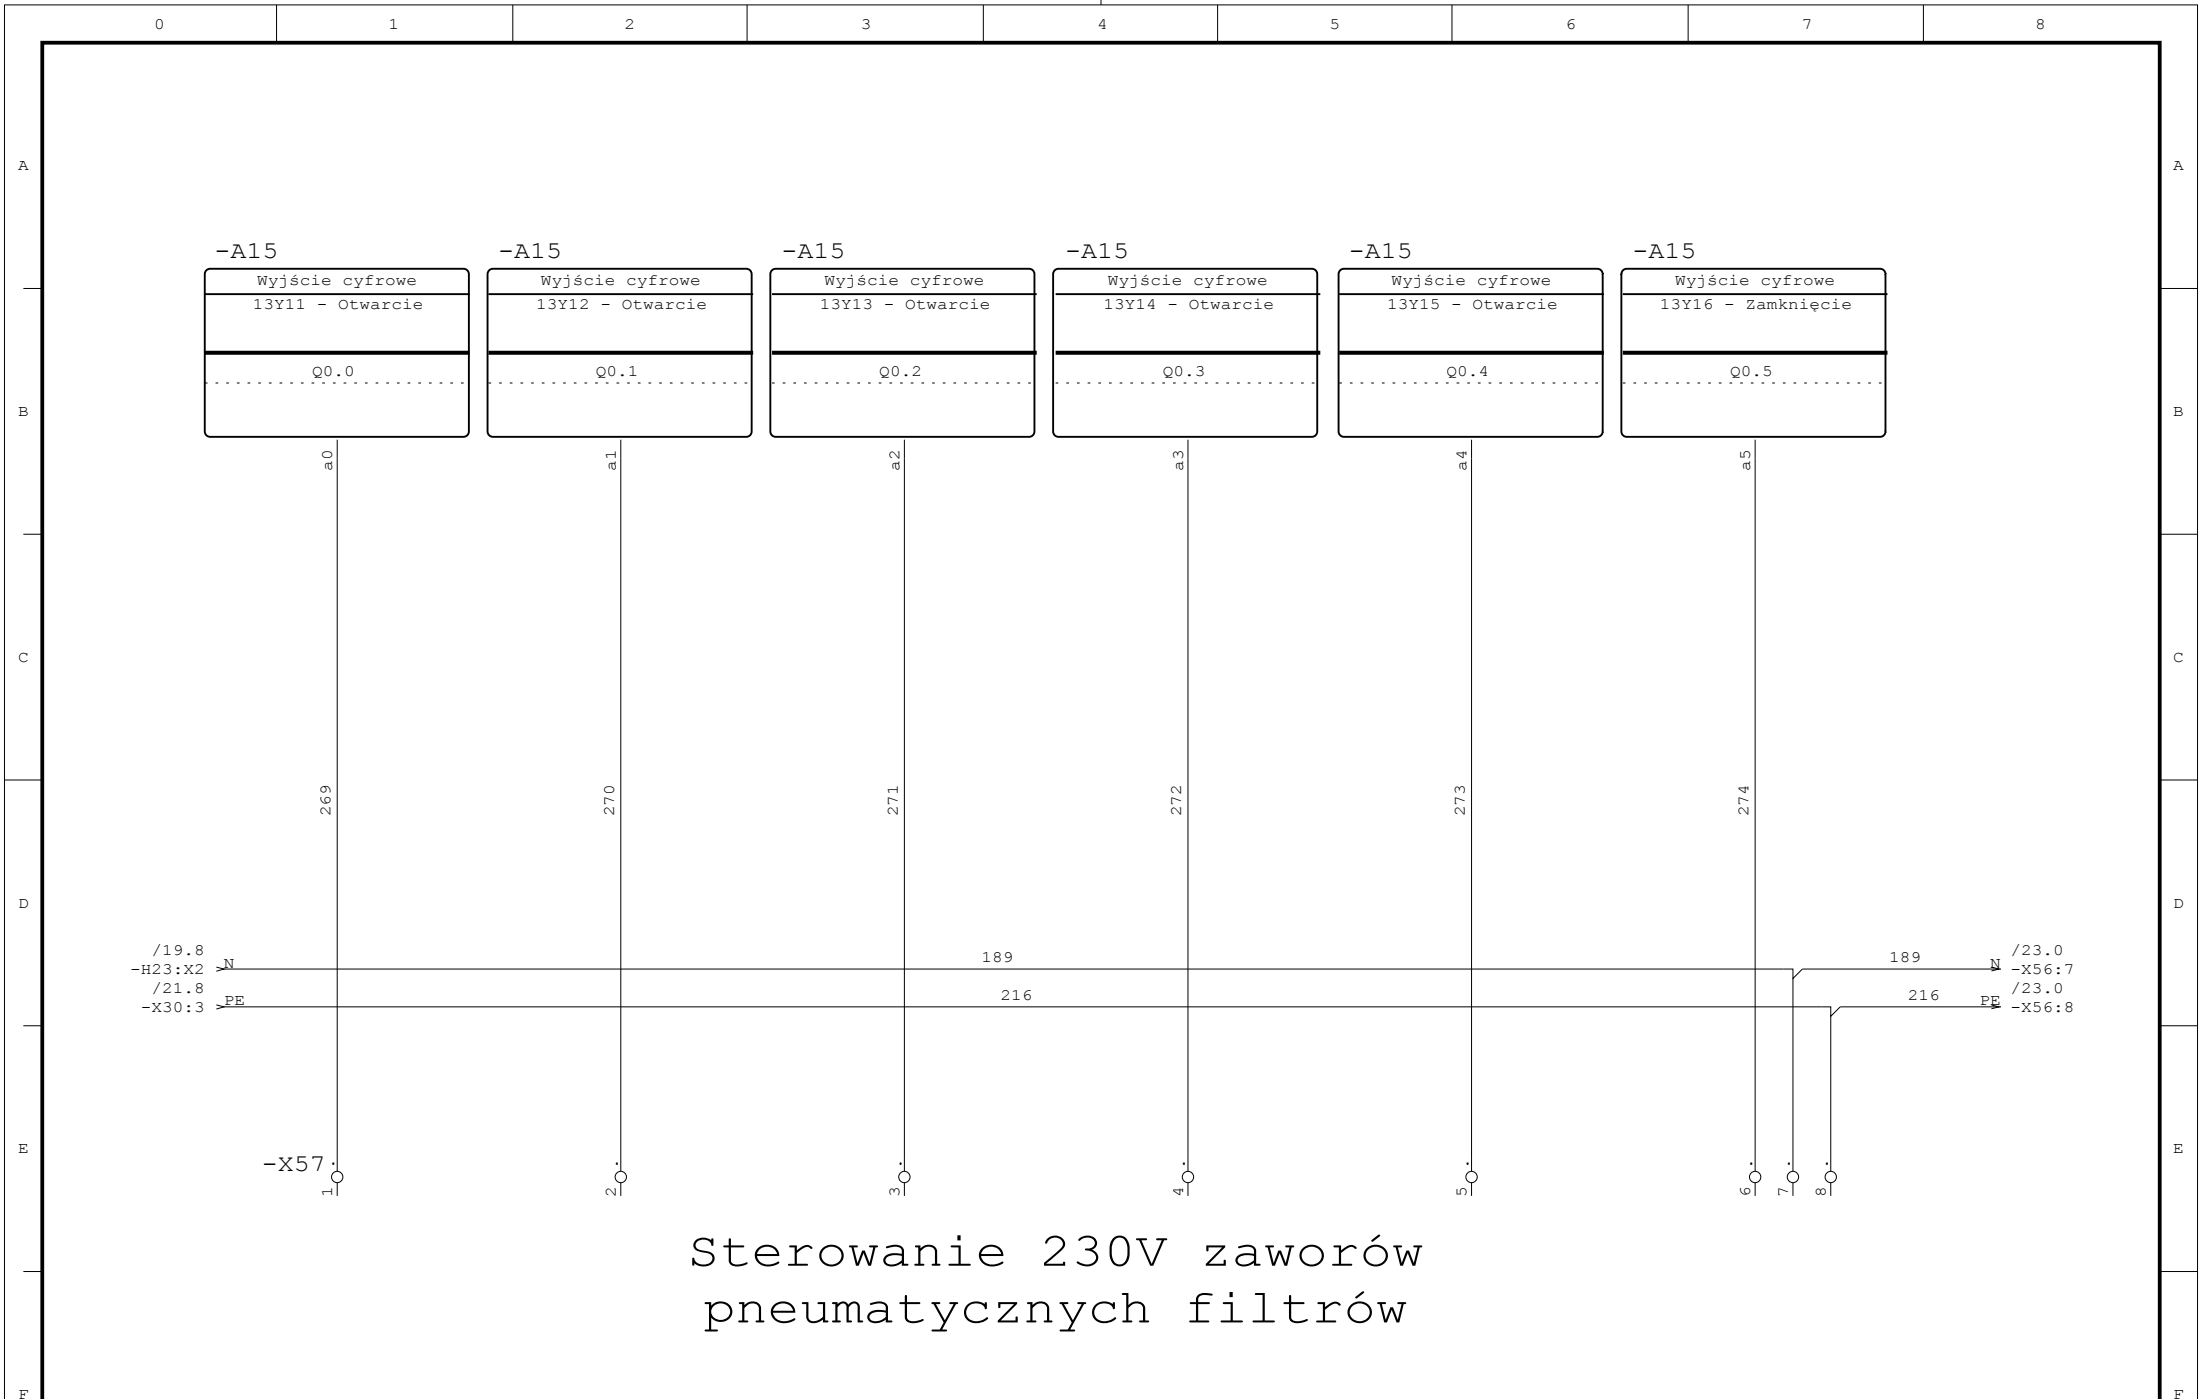 0 1 2 3 4 5 6 7 8
A A
-A15 -A15 -A15 -A15 -A15 -A15
Wyjście cyfrowe Wyjście cyfrowe Wyjście cyfrowe Wyjście cyfrowe Wyjście cyfrowe Wyjście cyfrowe
13Y11 - Otwarcie 13Y12 - Otwarcie 13Y13 - Otwarcie 13Y14 - Otwarcie 13Y15 - Otwarcie 13Y16 - Zamknięcie
Q0.0 Q0.1 Q0.2 Q0.3 Q0.4 Q0.5
B B
a0 a1 a2 a3 a4 a5
C C
269 270 271 272 273 274
D D
/19.8 189 189 /23.0
-H23:X2 N N -X56:7
/21.8 216 216 /23.0
-X30:3 PE PE -X56:8
E E
-X57
1 2 3 4 5 6 7 8
Sterowanie 230V zaworów
pneumatycznych filtrów
F F